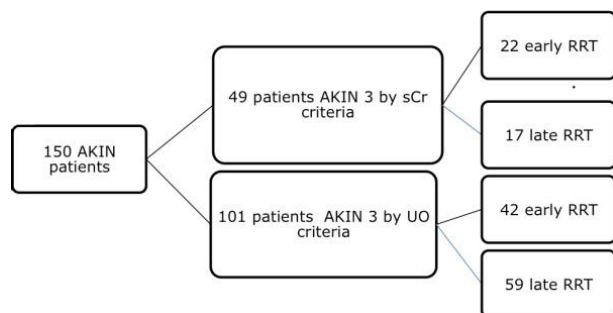 22 early RRT
49 patients AKIN 3 by sCr
criteria
17 late RRT
150 AKIN
patients
101 patients AKIN 3 by UO
criteria
42 early RRT
59 late RRT